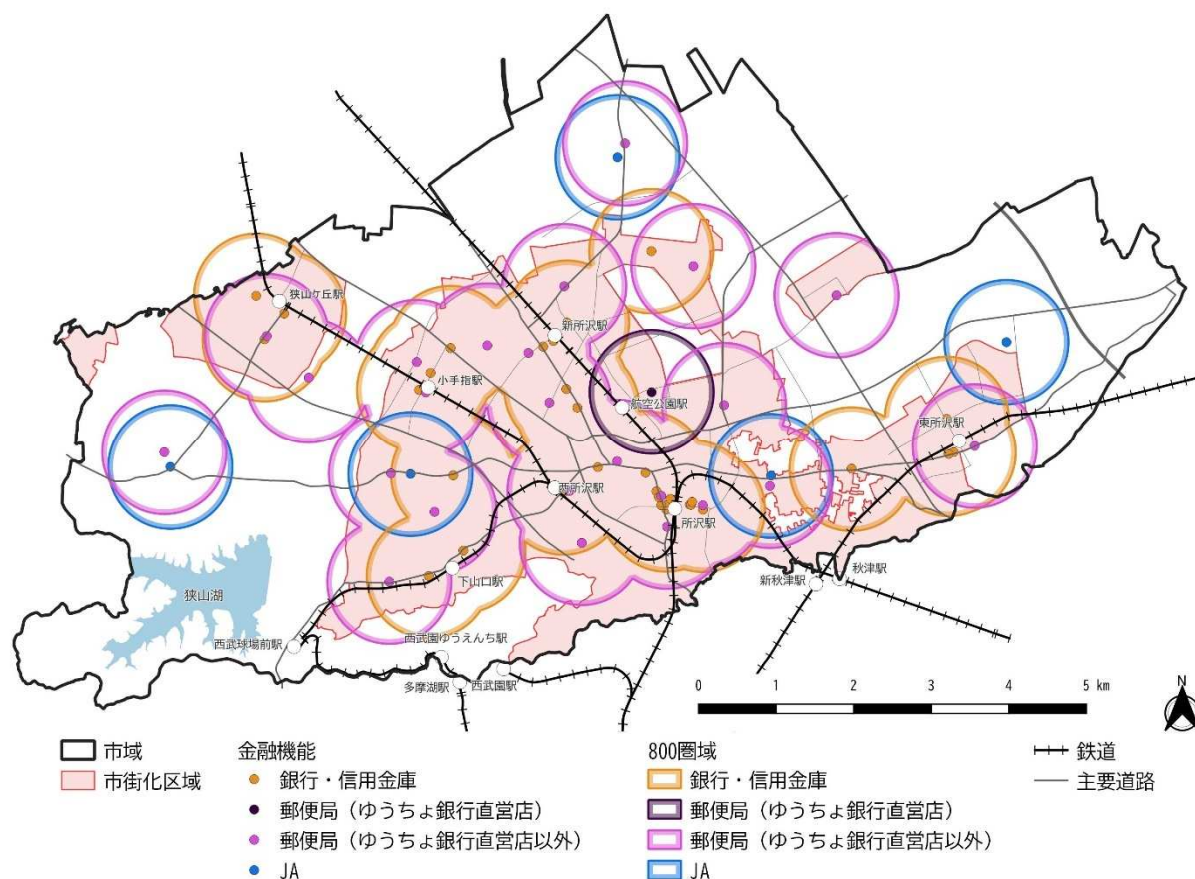 狭山ケ丘駅
新所沢駅
小手指駅
航空公園駅
東所沢駅
西所沢駅
所沢駅
下山口駅
新秋津駅
秋津駅
狭山湖
西武球場前駅
西武園ゆうえんち駅
多摩湖駅
西武園駅
0 1 2 3 4 5 km
N
市域
市街化区域
金融機能
銀行・信用金庫
郵便局(ゆうちょ銀行直営店)
郵便局(ゆうちょ銀行直営店以外)
JA
800圏域
銀行・信用金庫
郵便局(ゆうちょ銀行直営店)
郵便局(ゆうちょ銀行直営店以外)
JA
鉄道
主要道路